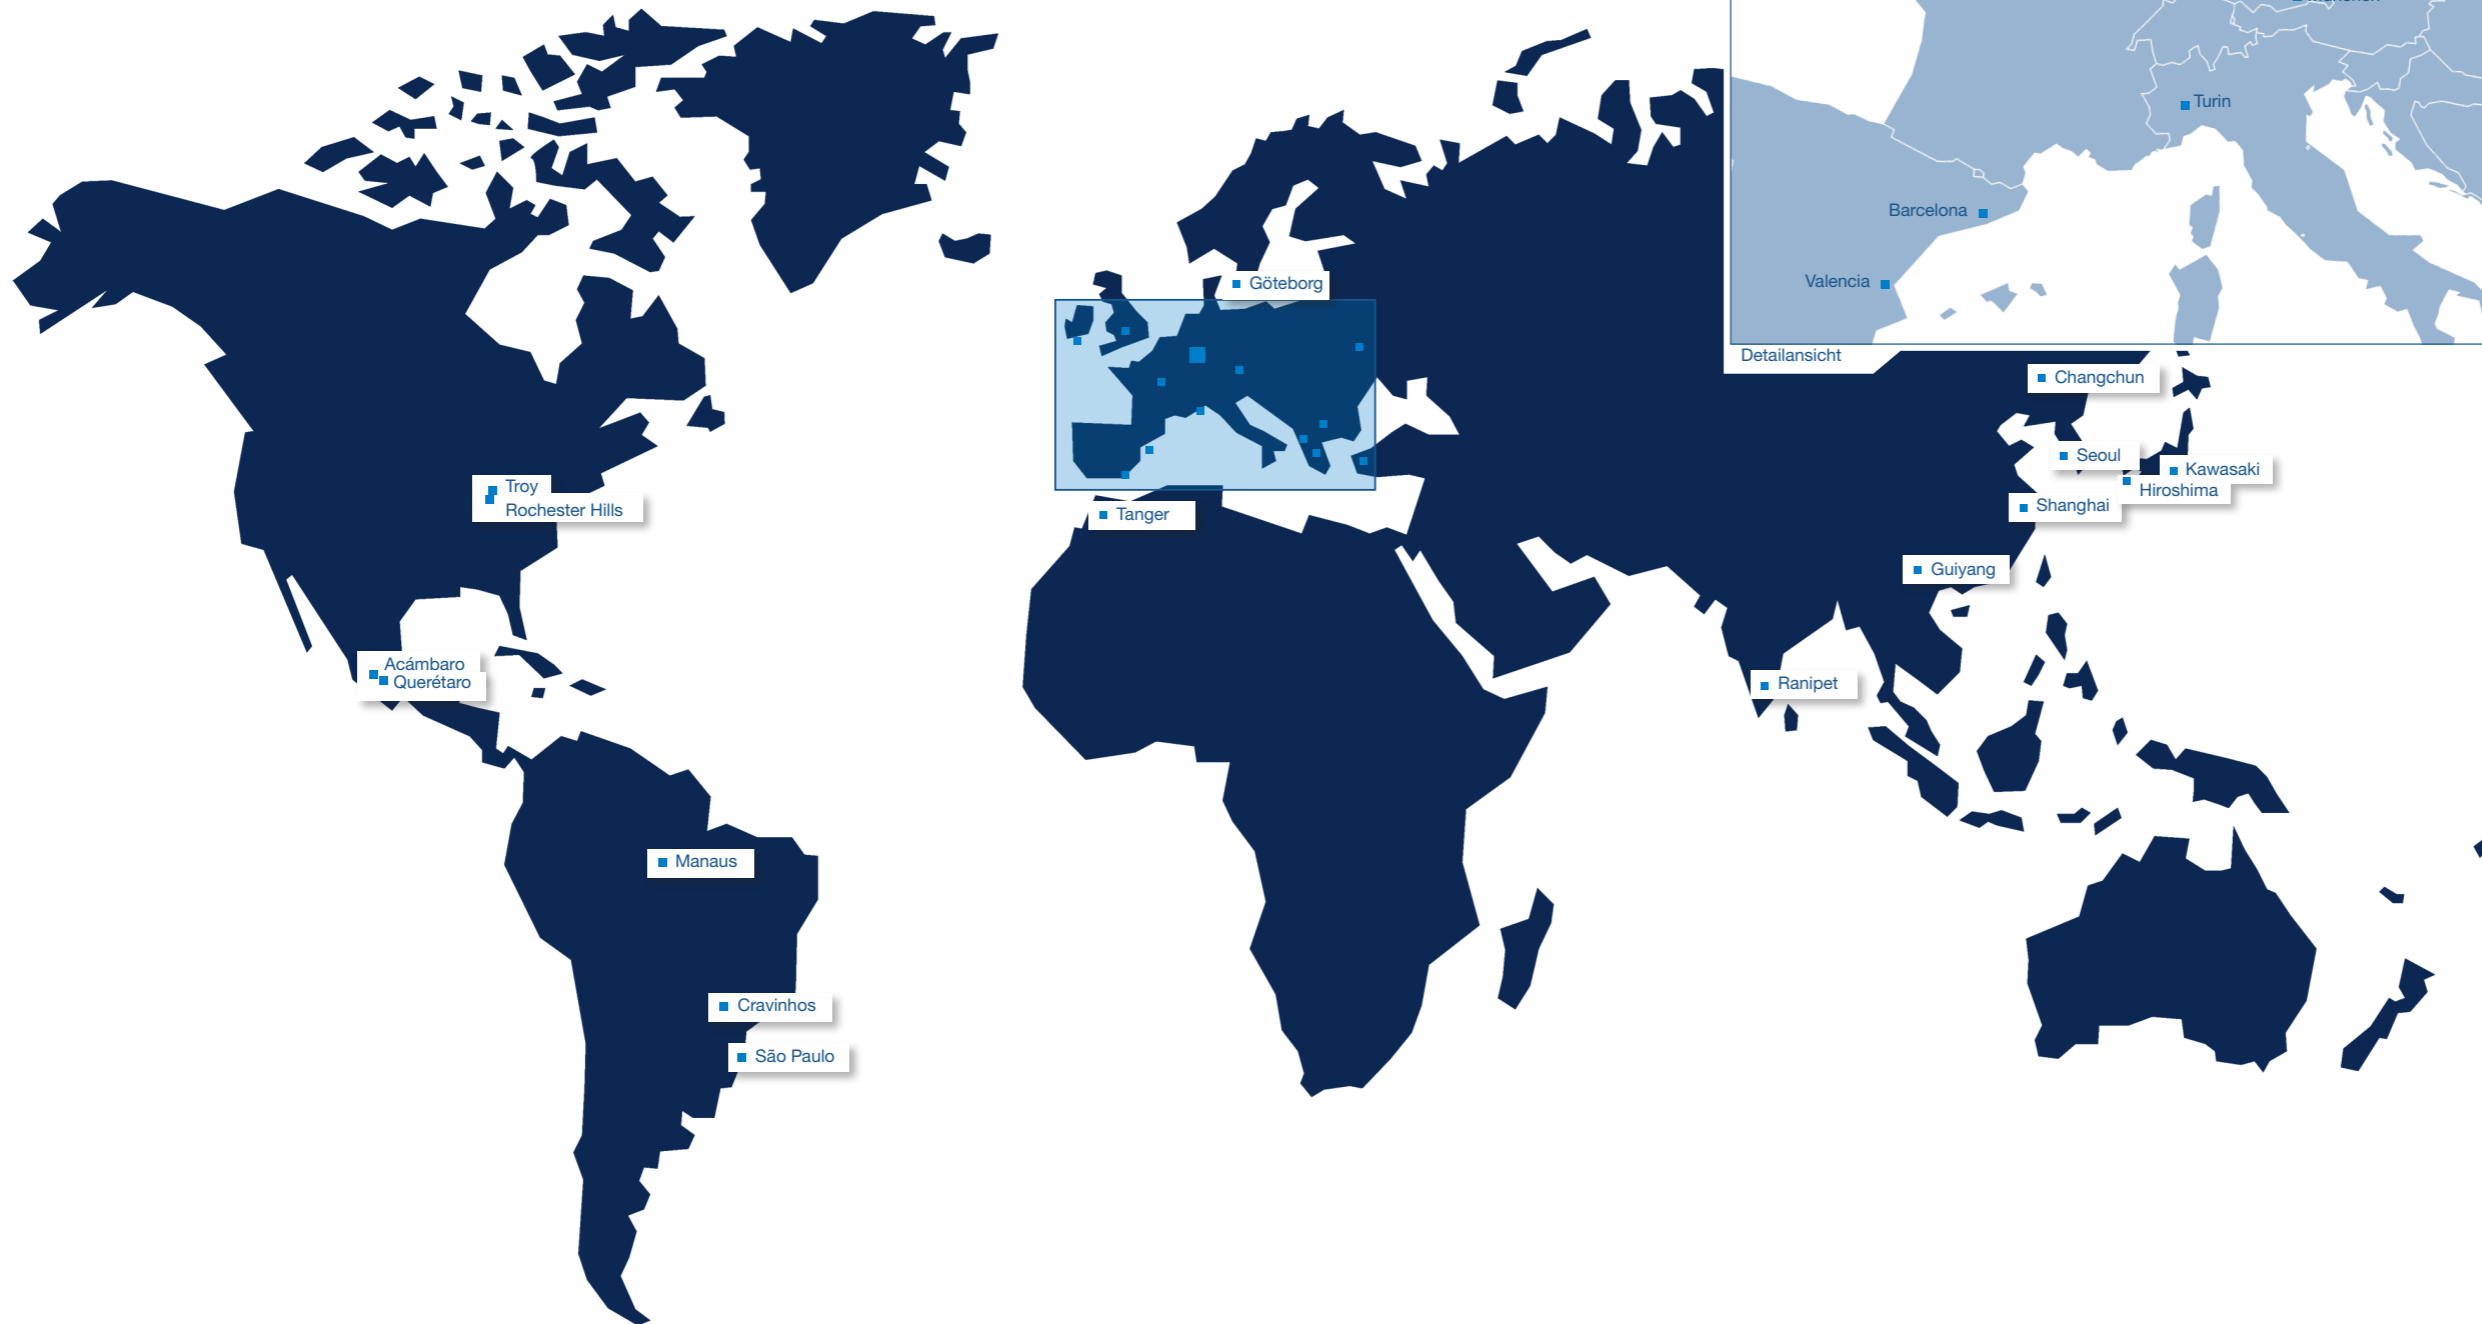 Turin
Barcelona
Valencia
Detailansicht
Göteborg
Changchun
Seoul
Kawasaki
Hiroshima
Shanghai
Troy
Rochester Hills
Tanger
Guiyang
Acámbaro
Querétaro
Ranipet
Manaus
Cravinhos
São Paulo